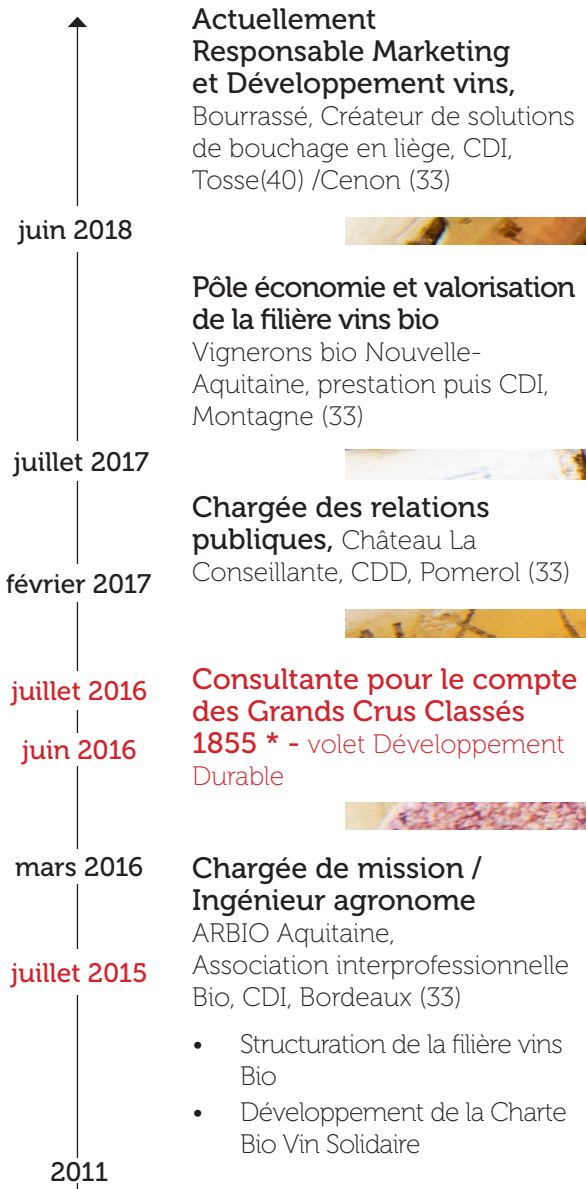 Actuellement
Responsable Marketing
et Développement vins,
Bourrassé, Créateur de solutions
de bouchage en liège, CDI,
Tosse(40) /Cenon (33)
juin 2018
Pôle économie et valorisation
de la filière vins bio
Vignerons bio Nouvelle-
Aquitaine, prestation puis CDI,
Montagne (33)
juillet 2017
Chargée des relations
publiques, Château La
Conseillante, CDD, Pomerol (33)
février 2017
juillet 2016
Consultante pour le compte
des Grands Crus Classés
juin 2016
1855 * - volet Développement
Durable
mars 2016
Chargée de mission /
Ingénieur agronome
ARBIO Aquitaine,
juillet 2015
Association interprofessionnelle
Bio, CDI, Bordeaux (33)
• Structuration de la filière vins
Bio
• Développement de la Charte
Bio Vin Solidaire
2011